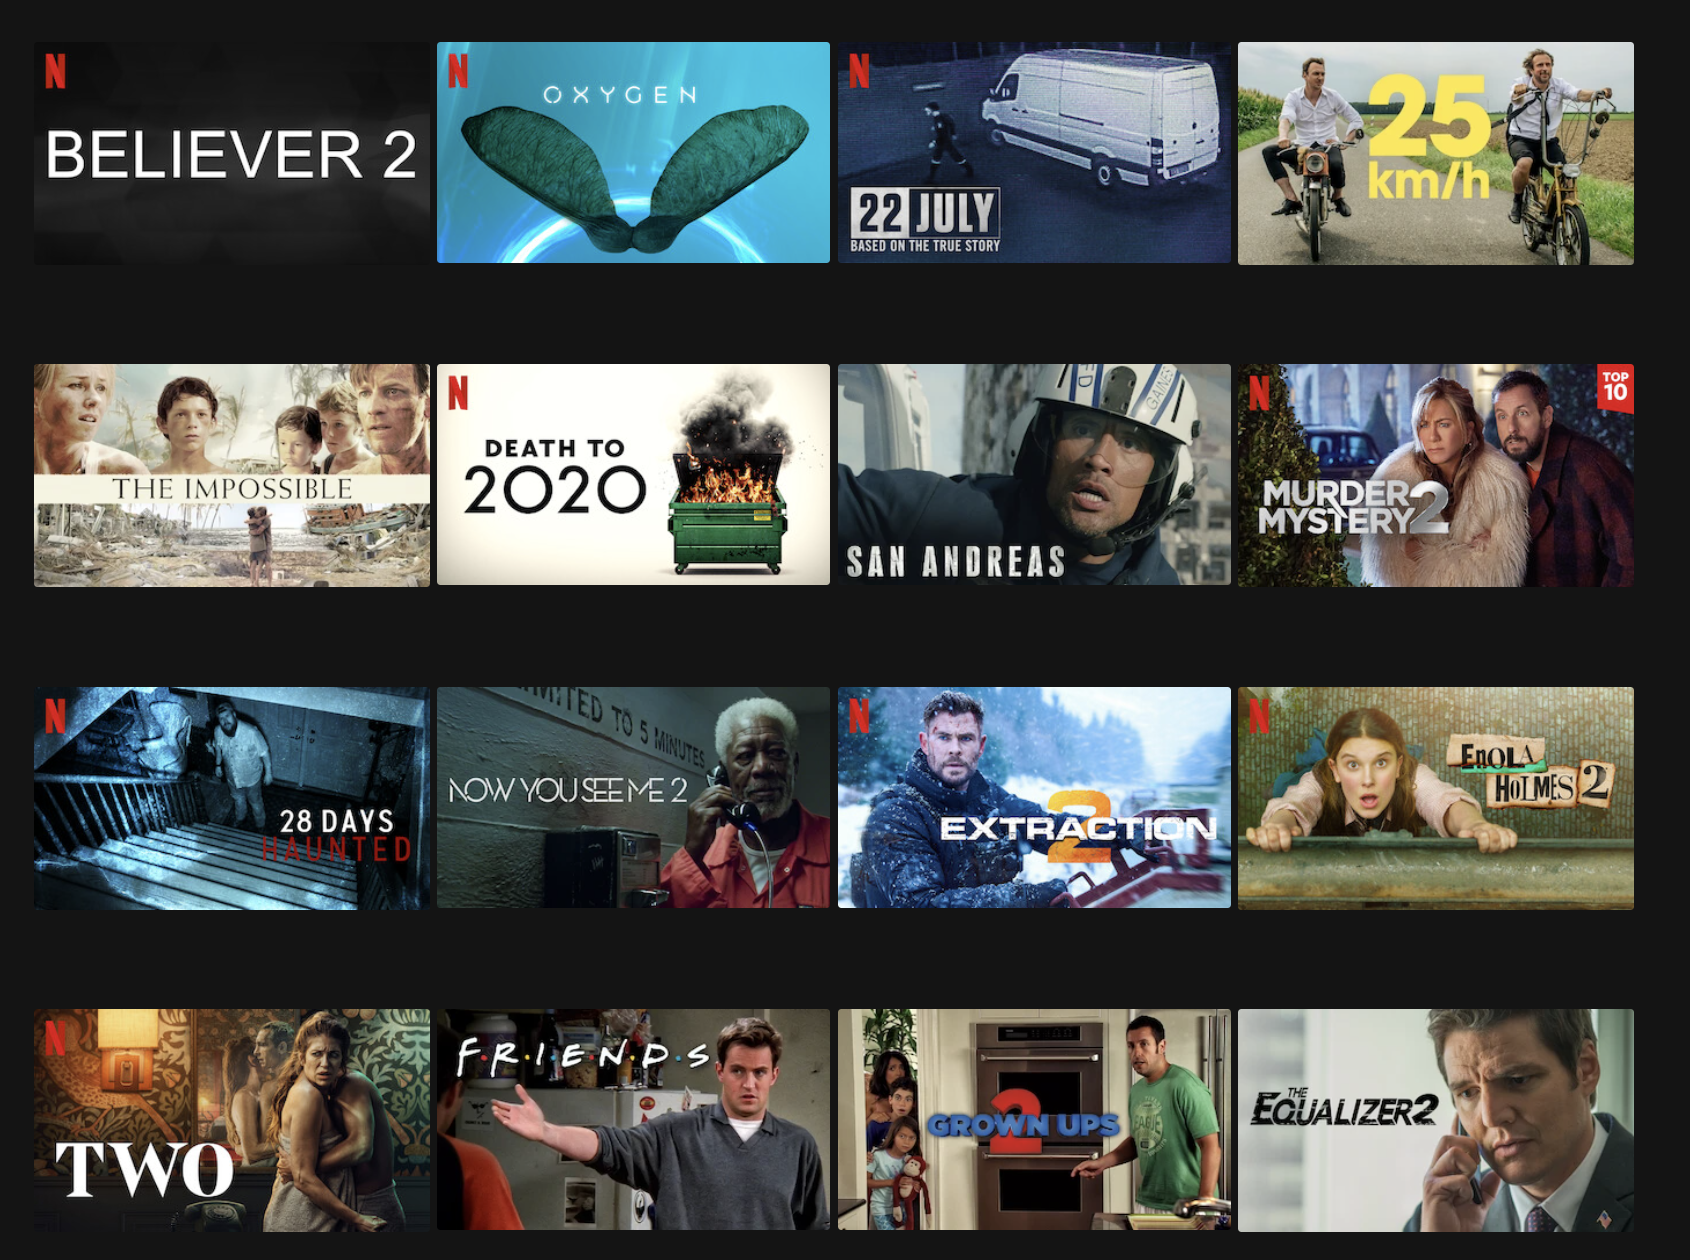 N
BELIEVER 2
N
OXYGEN
N
22 JULY
BASED ON THE TRUE STORY
25
km/h
THE IMPOSSIBLE
N
DEATH TO
2020
GAINES
SAN ANDREAS
N
TOP
10
MURDER
MYSTERY 2
N
28 DAYS
HAUNTED
TO 5 MINUTES
NOW YOU SEE ME 2
N
EXTRACTION
2
N
ENOLA
HOLMES 2
N
TWO
F·R·I·E·N·D·S
2
GROWN UPS
THE
EQUALIZER 2